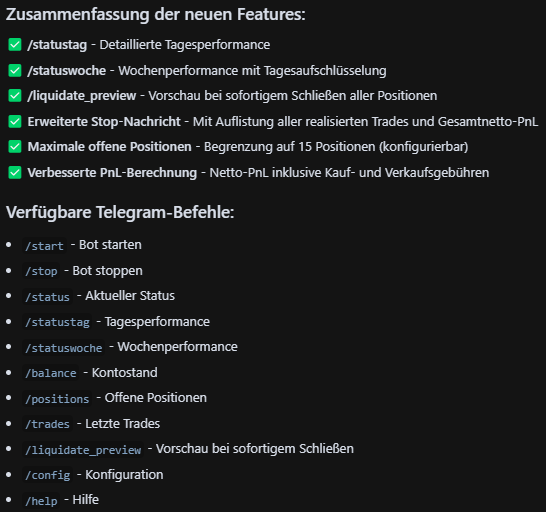 Zusammenfassung der neuen Features:
✅ /statustag - Detaillierte Tagesperformance
✅ /statuswoche - Wochenperformance mit Tagesaufschlüsselung
✅ /liquidate_preview - Vorschau bei sofortigem Schließen aller Positionen
✅ Erweiterte Stop-Nachricht - Mit Auflistung aller realisierten Trades und Gesamtnetto-PnL
✅ Maximale offene Positionen - Begrenzung auf 15 Positionen (konfigurierbar)
✅ Verbesserte PnL-Berechnung - Netto-PnL inklusive Kauf- und Verkaufsgebühren
Verfügbare Telegram-Befehle:
• /start - Bot starten
• /stop - Bot stoppen
• /status - Aktueller Status
• /statustag - Tagesperformance
• /statuswoche - Wochenperformance
• /balance - Kontostand
• /positions - Offene Positionen
• /trades - Letzte Trades
• /liquidate_preview - Vorschau bei sofortigem Schließen
• /config - Konfiguration
• /help - Hilfe